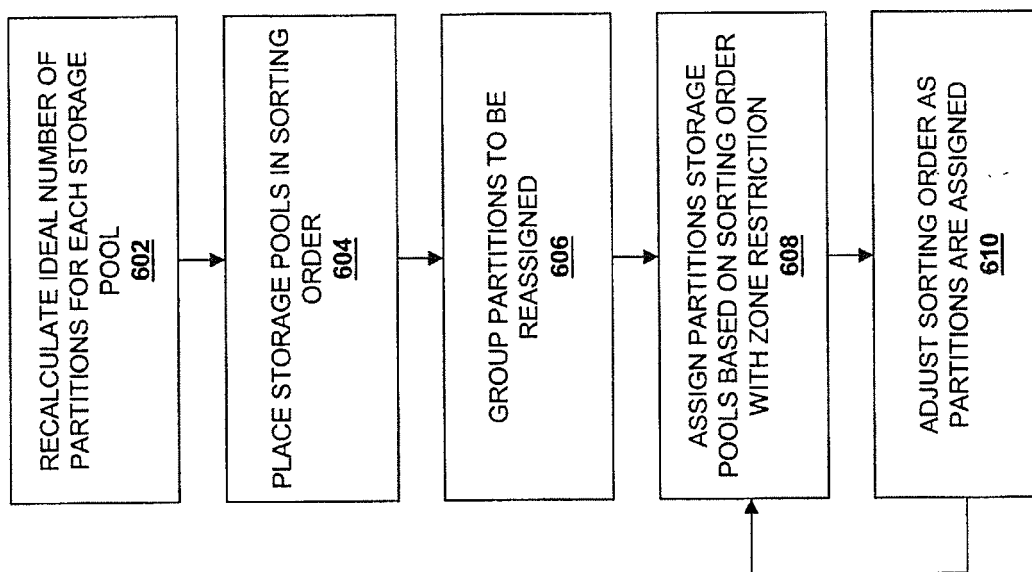 RECALCULATE IDEAL NUMBER OF
PARTITIONS FOR EACH STORAGE
POOL
602
PLACE STORAGE POOLS IN SORTING
ORDER
604
GROUP PARTITIONS TO BE
REASSIGNED
606
ASSIGN PARTITIONS STORAGE
POOLS BASED ON SORTING ORDER
WITH ZONE RESTRICTION
608
ADJUST SORTING ORDER AS
PARTITIONS ARE ASSIGNED
610